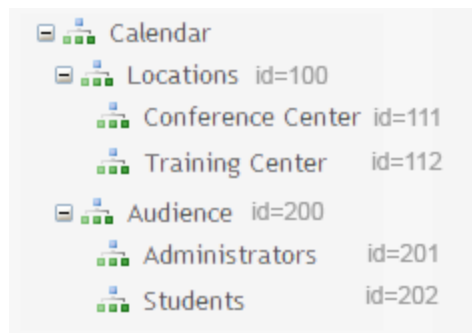 Calendar
Locations id=100
Conference Center id=111
Training Center id=112
Audience id=200
Administrators id=201
Students id=202